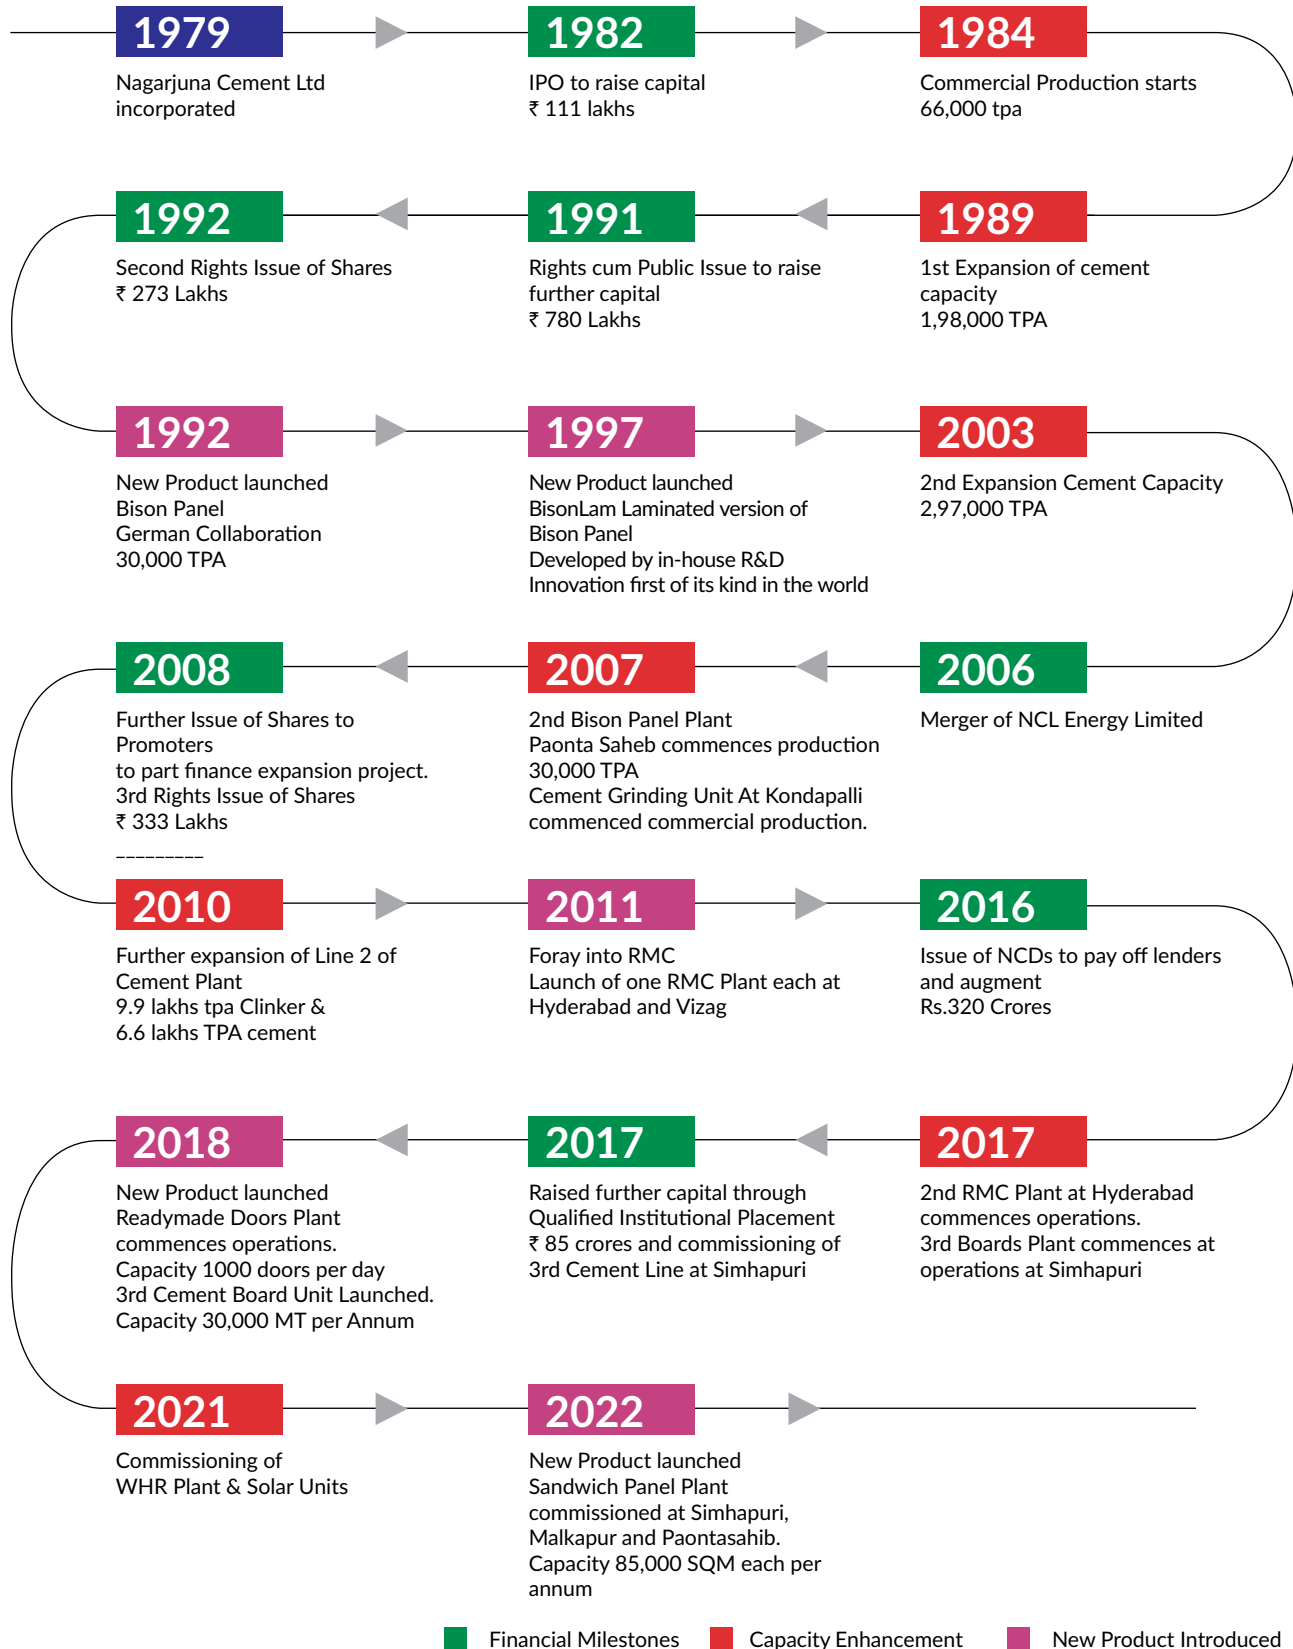 1979
Nagarjuna Cement Ltd
incorporated
1982
IPO to raise capital
₹ 111 lakhs
1984
Commercial Production starts
66,000 tpa
1989
1st Expansion of cement
capacity
1,98,000 TPA
1991
Rights cum Public Issue to raise
further capital
₹ 780 Lakhs
1992
Second Rights Issue of Shares
₹ 273 Lakhs
1992
New Product launched
Bison Panel
German Collaboration
30,000 TPA
1997
New Product launched
BisonLam Laminated version of
Bison Panel
Developed by in-house R&D
Innovation first of its kind in the world
2003
2nd Expansion Cement Capacity
2,97,000 TPA
2006
Merger of NCL Energy Limited
2007
2nd Bison Panel Plant
Paonta Saheb commences production
30,000 TPA
Cement Grinding Unit At Kondapalli
commenced commercial production.
2008
Further Issue of Shares to
Promoters
to part finance expansion project.
3rd Rights Issue of Shares
₹ 333 Lakhs
_________
2010
Further expansion of Line 2 of
Cement Plant
9.9 lakhs tpa Clinker &
6.6 lakhs TPA cement
2011
Foray into RMC
Launch of one RMC Plant each at
Hyderabad and Vizag
2016
Issue of NCDs to pay off lenders
and augment
Rs.320 Crores
2017
2nd RMC Plant at Hyderabad
commences operations.
3rd Boards Plant commences at
operations at Simhapuri
2017
Raised further capital through
Qualified Institutional Placement
₹ 85 crores and commissioning of
3rd Cement Line at Simhapuri
2018
New Product launched
Readymade Doors Plant
commences operations.
Capacity 1000 doors per day
3rd Cement Board Unit Launched.
Capacity 30,000 MT per Annum
2021
Commissioning of
WHR Plant & Solar Units
2022
New Product launched
Sandwich Panel Plant
commissioned at Simhapuri,
Malkapur and Paontasahib.
Capacity 85,000 SQM each per
annum
Financial Milestones
Capacity Enhancement
New Product Introduced